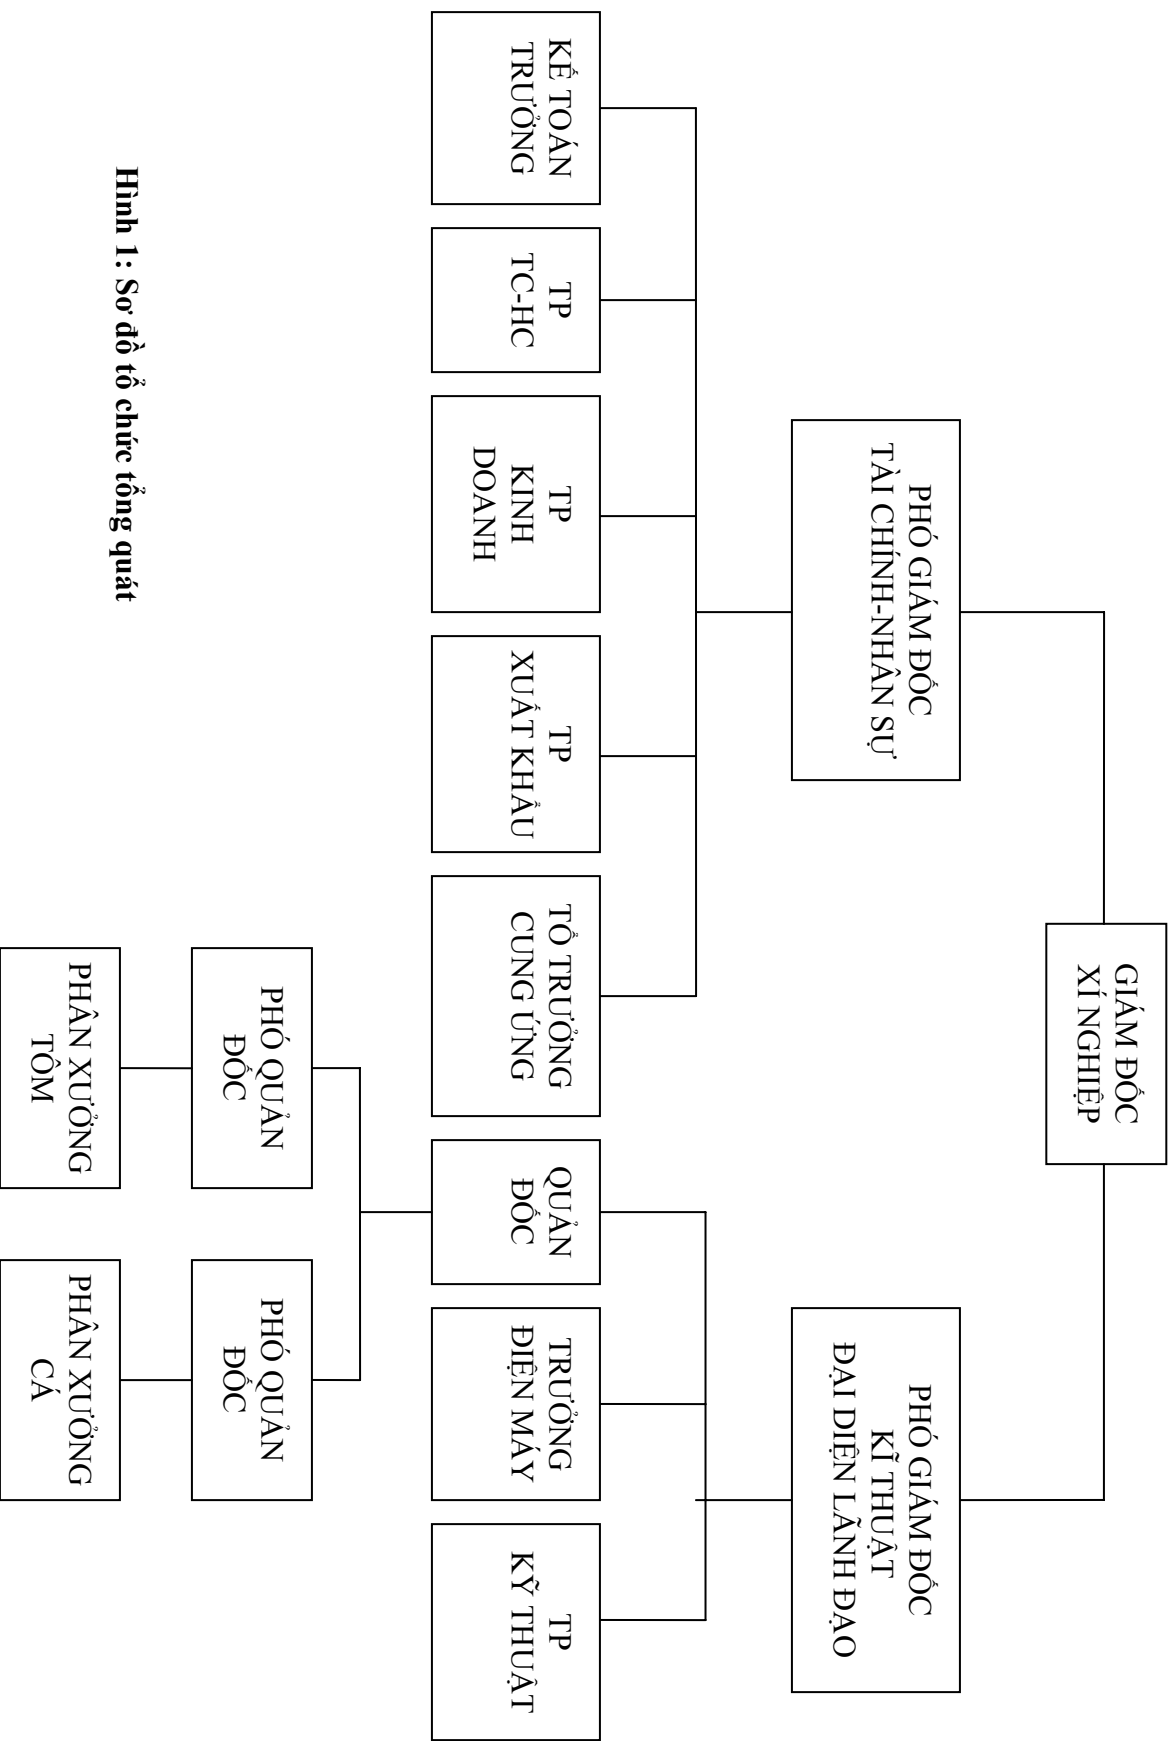 GIÁM ĐỐC
XÍ NGHIỆP
PHÓ GIÁM ĐỐC
TÀI CHÍNH-NHÂN SỰ
PHÓ GIÁM ĐỐC
KĨ THUẬT
ĐẠI DIỆN LÃNH ĐẠO
KẾ TOÁN
TRƯỞNG
TP
TC-HC
TP
KINH
DOANH
TP
XUẤT KHẨU
TỔ TRƯỞNG
CUNG ỨNG
QUẢN
ĐỐC
TRƯỞNG
ĐIỆN MÁY
TP
KỸ THUẬT
PHÓ QUẢN
ĐỐC
PHÓ QUẢN
ĐỐC
PHÂN XƯỞNG
TÔM
PHÂN XƯỞNG
CÁ
Hình 1: Sơ đồ tổ chức tổng quát